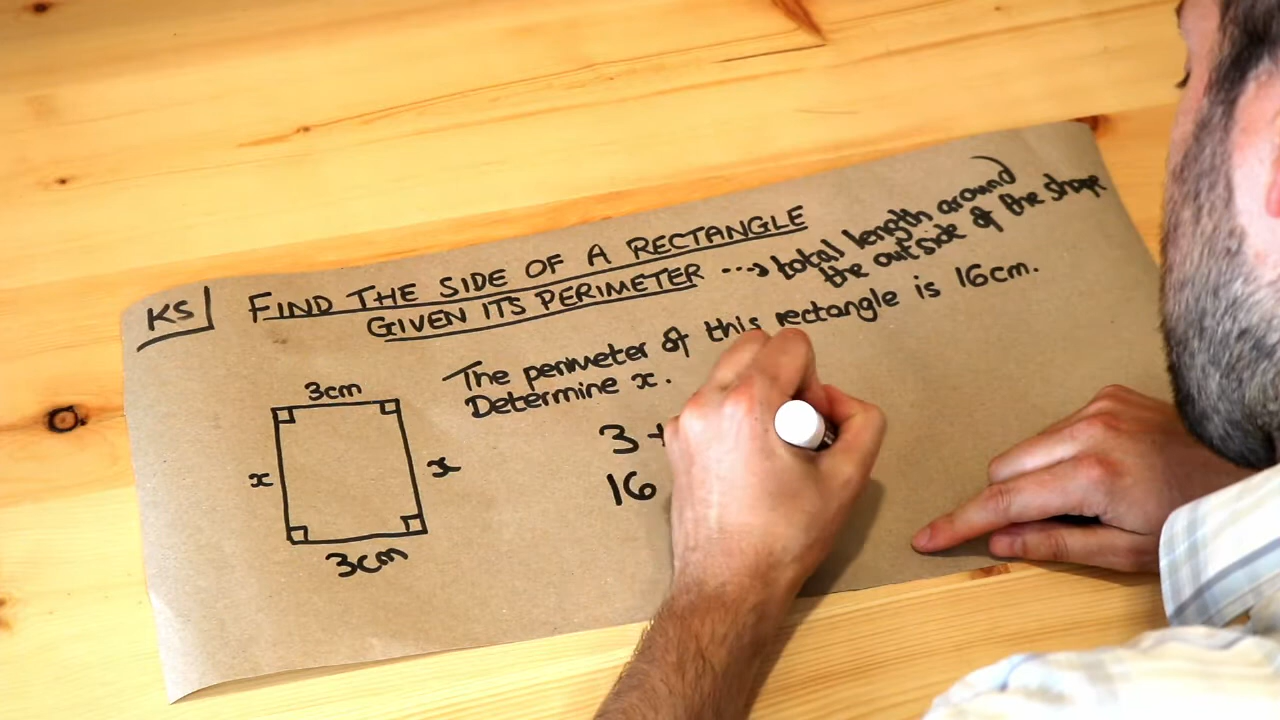 KS
FIND THE SIDE OF A RECTANGLE
GIVEN ITS PERIMETER ...→ total length around
the outside of the shape
The perimeter of this rectangle is 16cm.
Determine x.
3cm
x
x
3cm
3 +
16